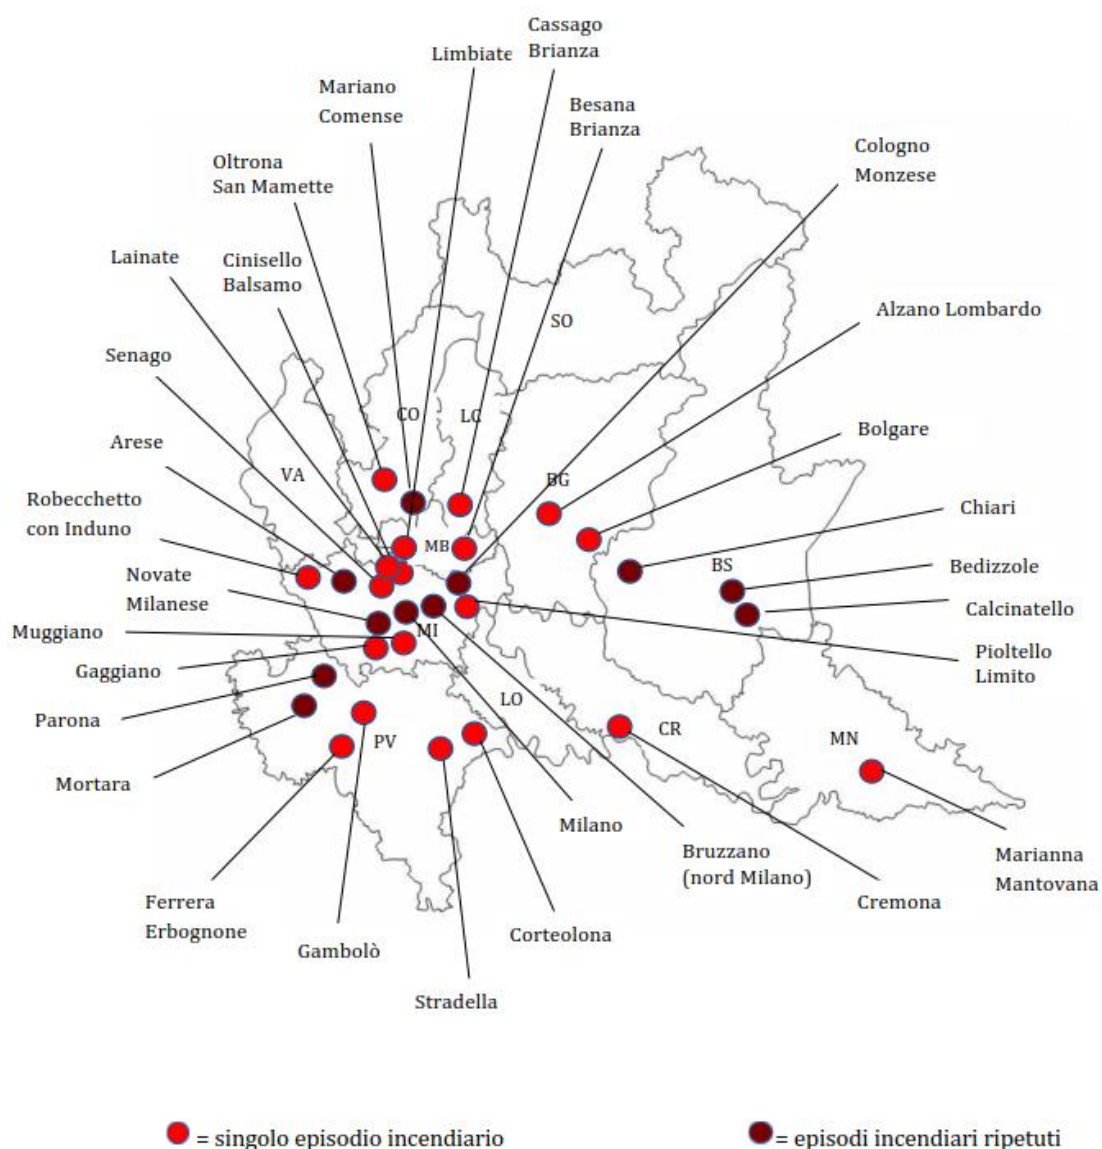 Cassago
Brianza
Limbiate
Mariano
Comense
Besana
Brianza
Cologno
Monzese
Oltrona
San Mamette
Lainate
Cinisello
Balsamo
Alzano Lombardo
SO
Senago
CO
LC
Arese
Bolgare
VA
BG
Robecchetto
con Induno
Chiari
MB
BS
Bedizzole
Novate
Milanese
Calcinatello
Muggiano
MI
Pioltello
Limito
Gaggiano
LO
Parona
CR
PV
MN
Mortara
Milano
Bruzzano
(nord Milano)
Marianna
Mantovana
Ferrera
Erbognone
Cremona
Corteolona
Gambolò
Stradella
= singolo episodio incendiario
= episodi incendiari ripetuti